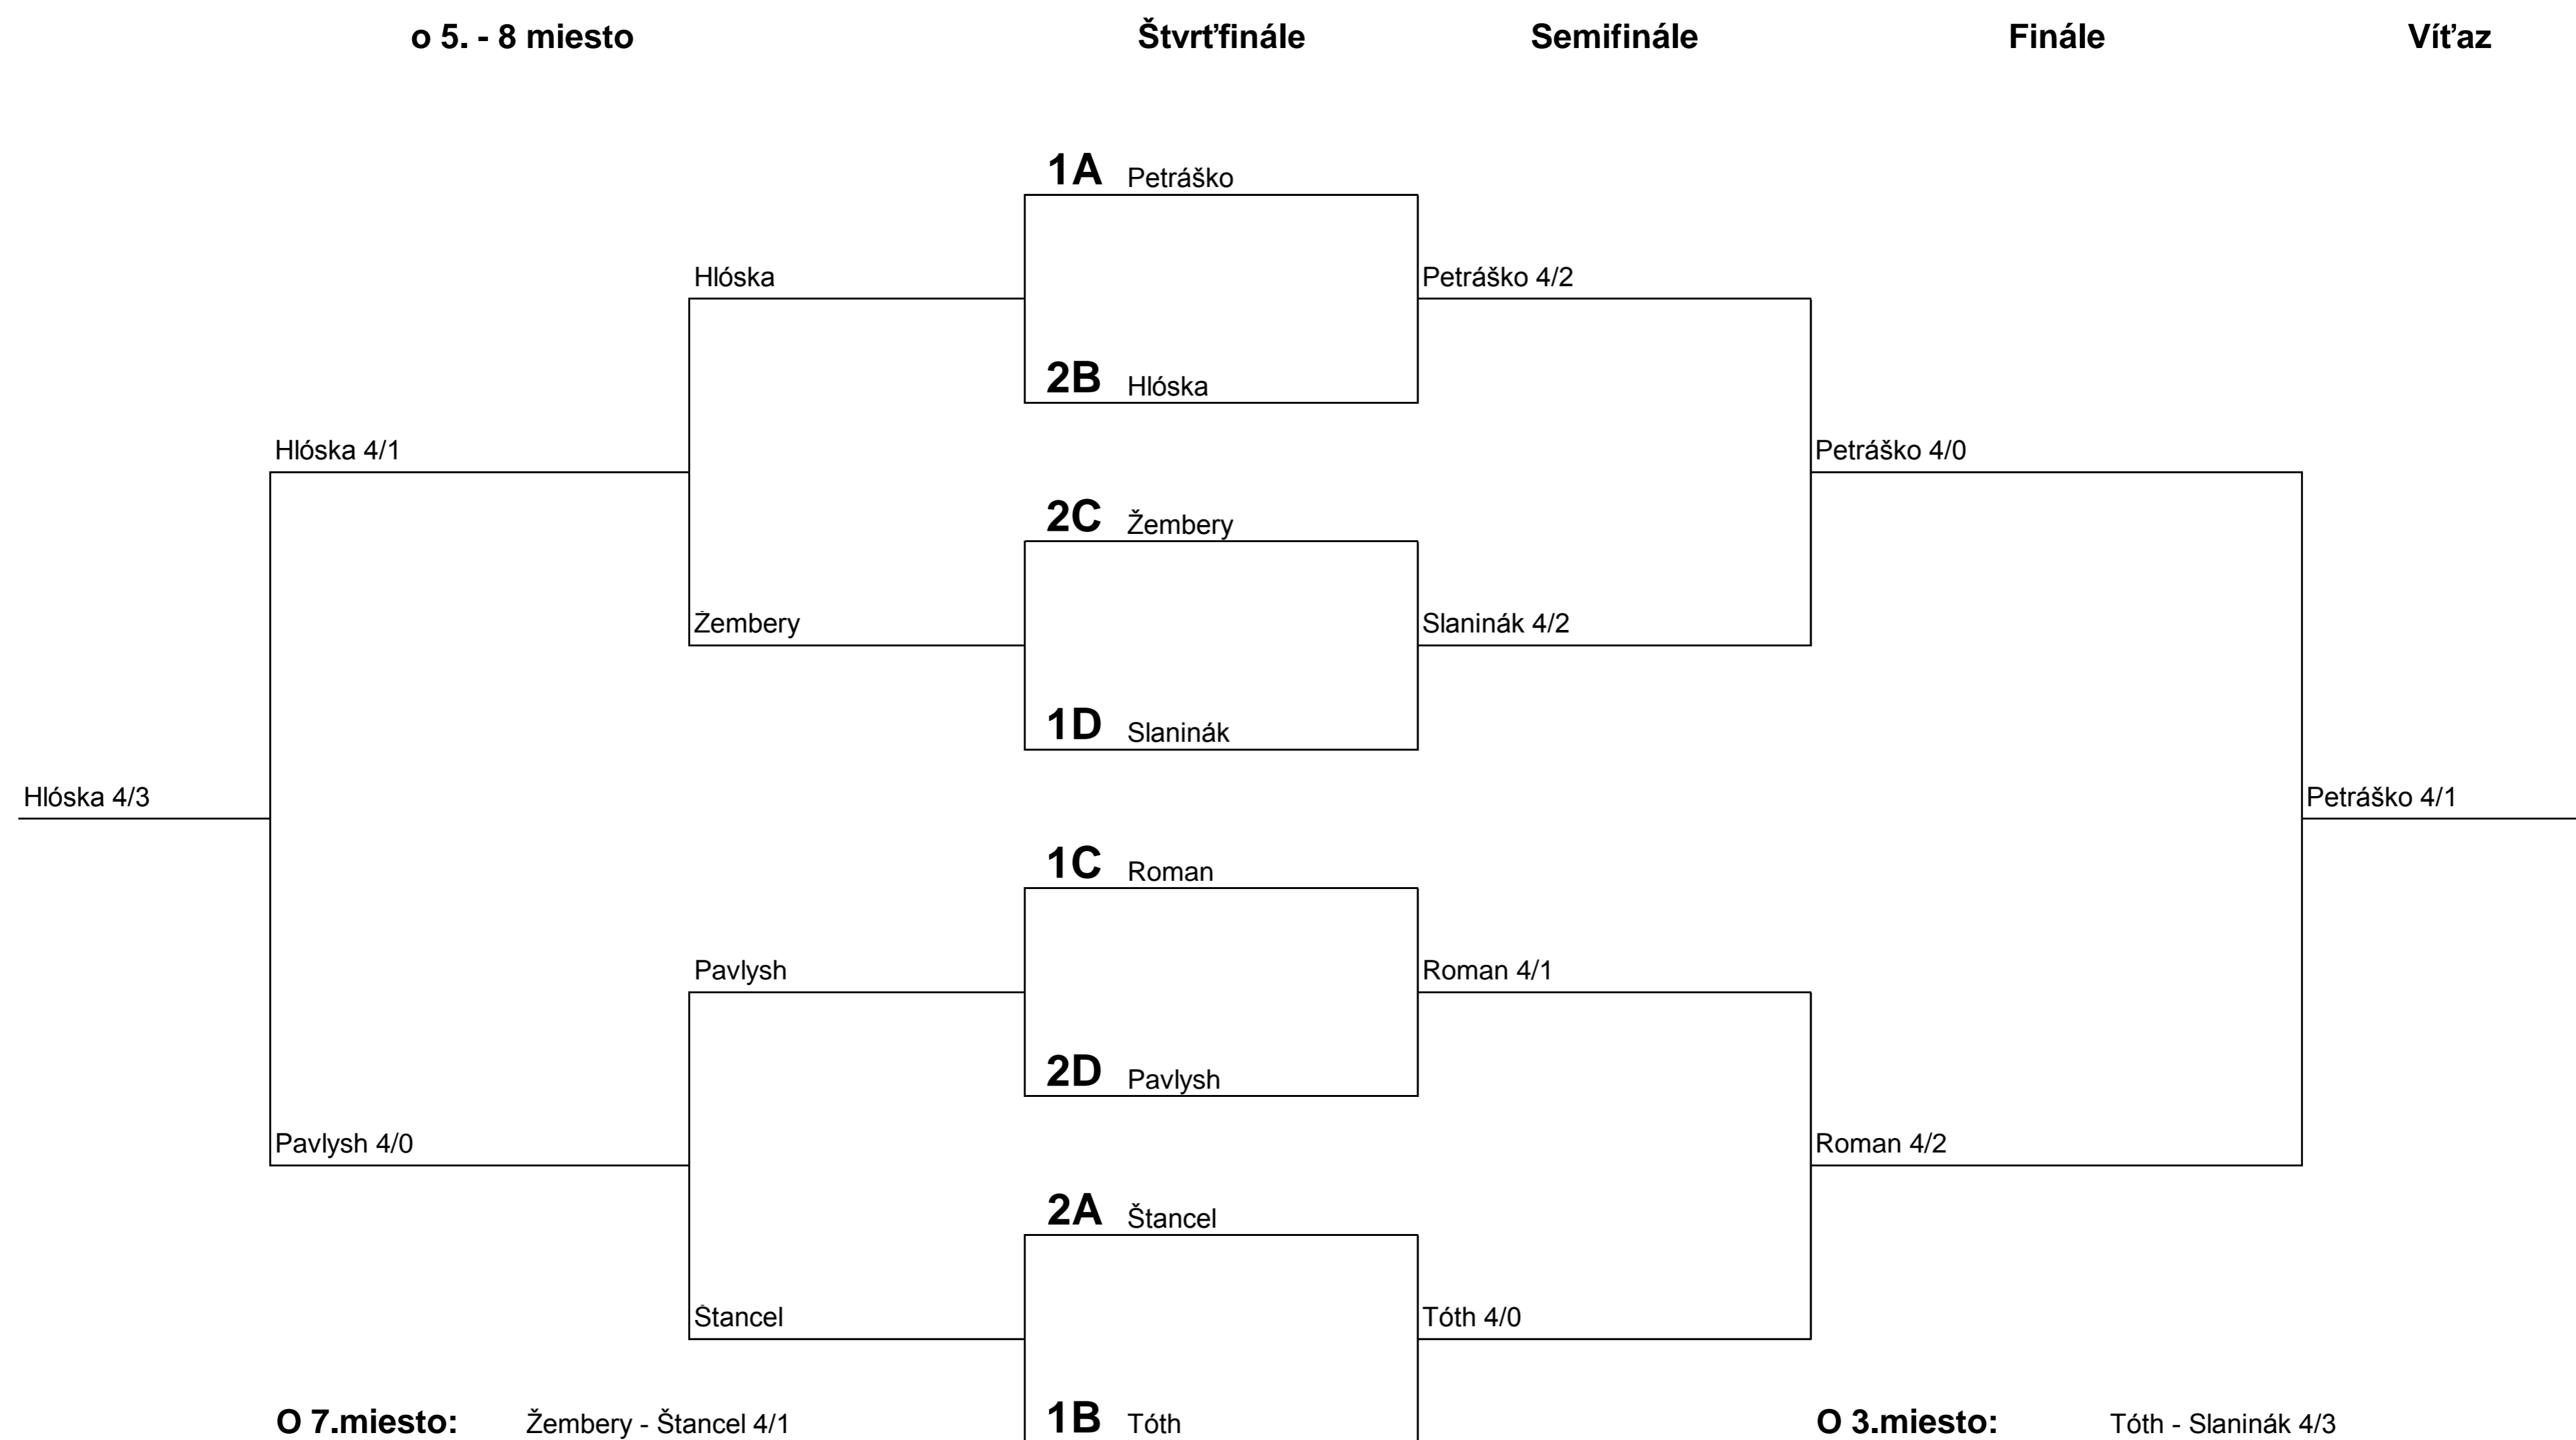 o 5. - 8 miesto Štvrťfinále Semifinále Finále Víťaz
1A Petráško
Hlóska Petráško 4/2
2B Hlóska
Hlóska 4/1 Petráško 4/0
2C Žembery
Žembery Slaninák 4/2
1D Slaninák
Hlóska 4/3 Petráško 4/1
1C Roman
Pavlysh Roman 4/1
2D Pavlysh
Pavlysh 4/0 Roman 4/2
2A Štancel
Štancel Tóth 4/0
O 7.miesto: Žembery - Štancel 4/1 1B Tóth O 3.miesto: Tóth - Slaninák 4/3